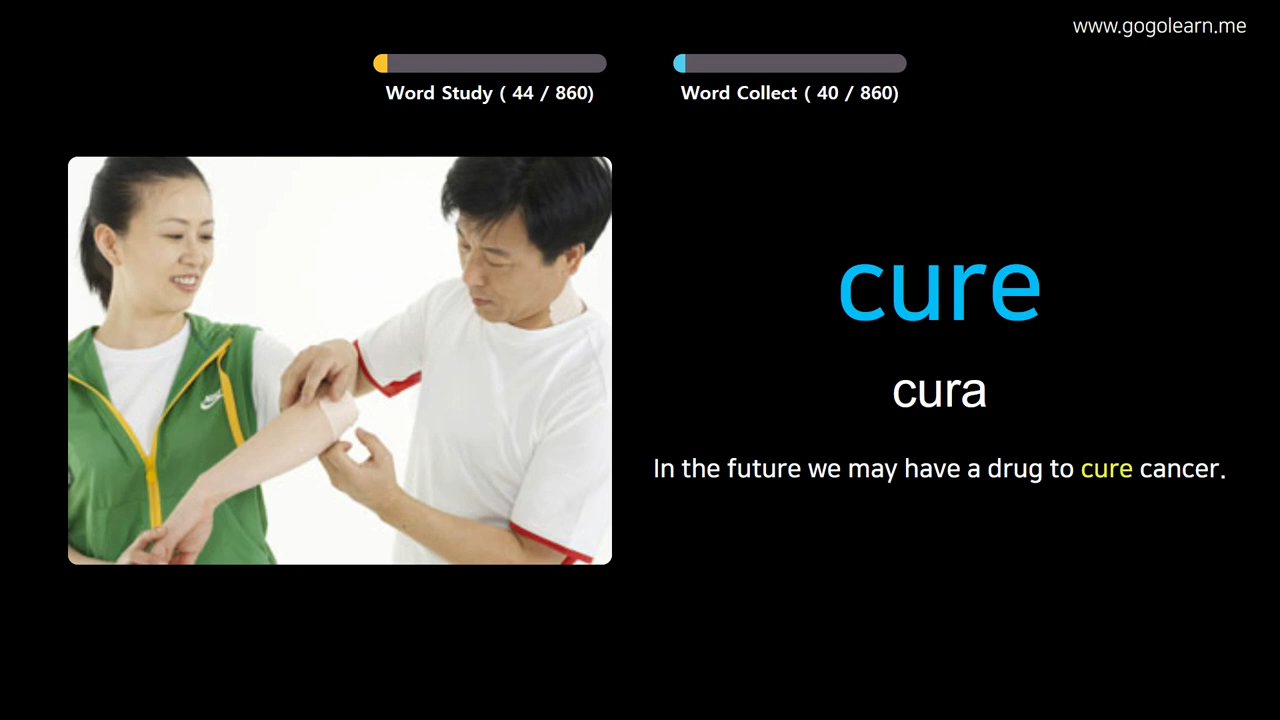 www.gogolearn.me
Word Study ( 44 / 860)
Word Collect ( 40 / 860)
cure
cura
In the future we may have a drug to cure cancer.